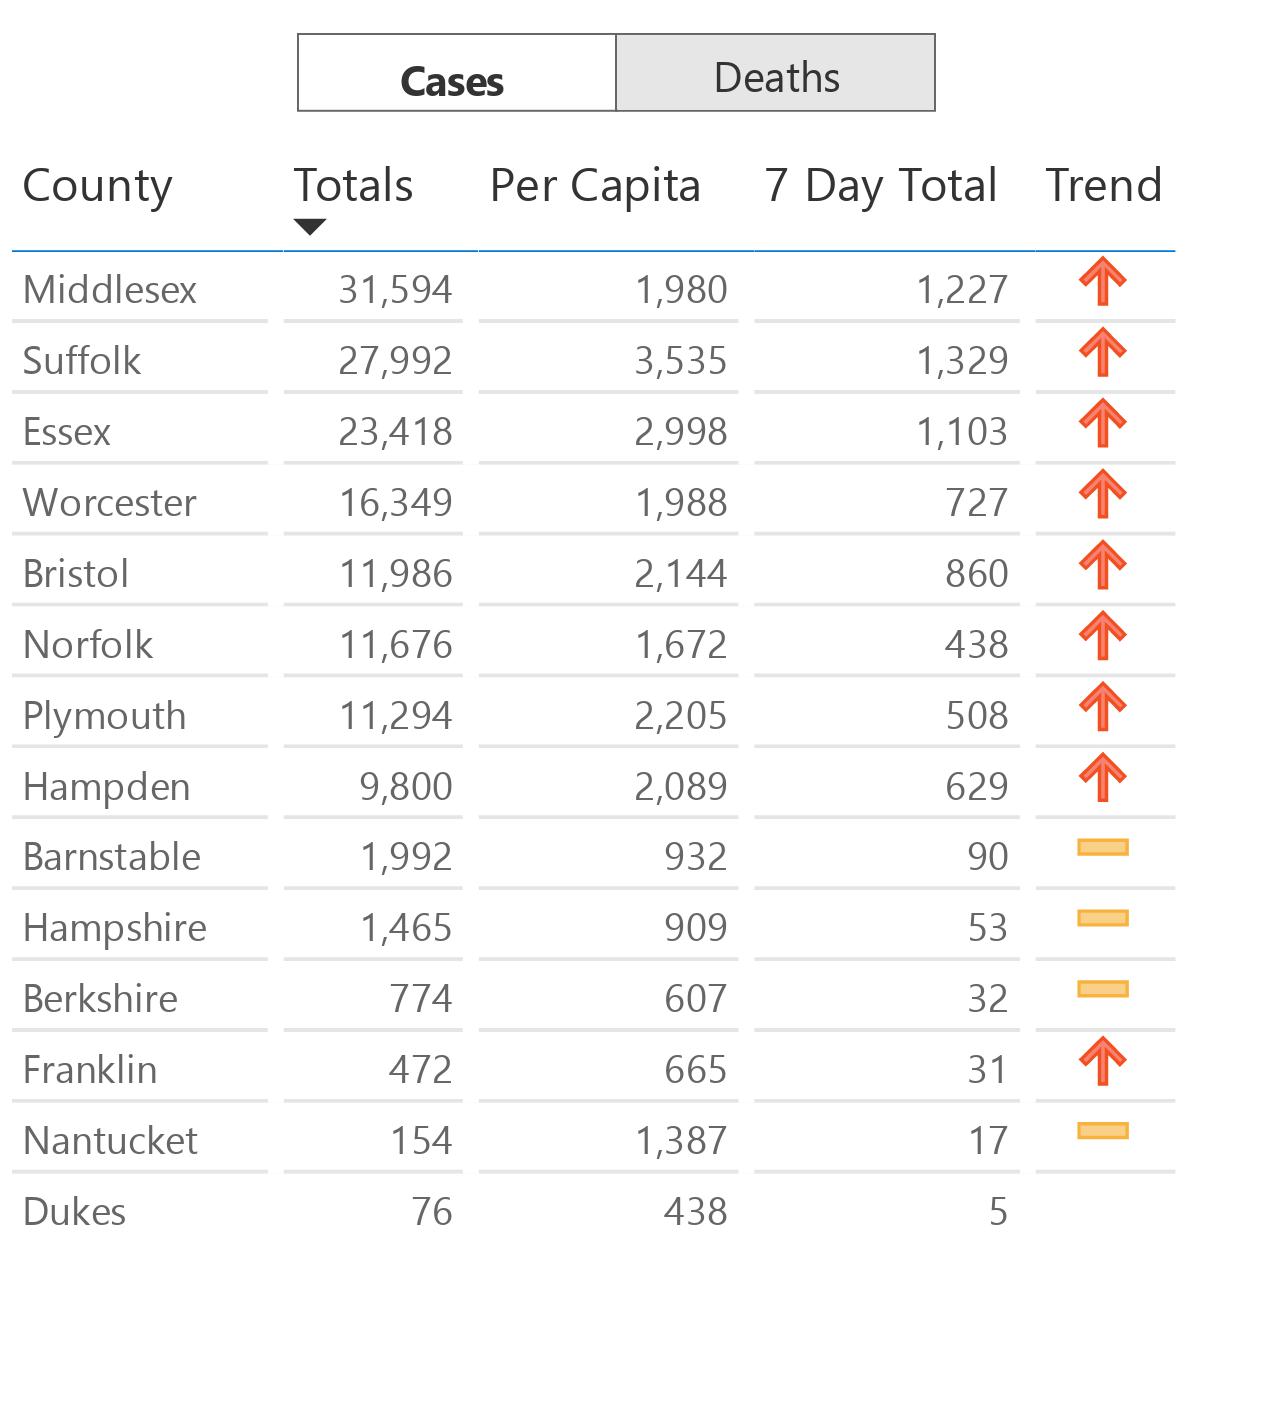 Cases Deaths
County Totals Per Capita 7 Day Total Trend
Middlesex 31,594 1,980 1,227
Suffolk 27,992 3,535 1,329
Essex 23,418 2,998 1,103
Worcester 16,349 1,988 727
Bristol 11,986 2,144 860
Norfolk 11,676 1,672 438
Plymouth 11,294 2,205 508
Hampden 9,800 2,089 629
Barnstable 1,992 932 90
Hampshire 1,465 909 53
Berkshire 774 607 32
Franklin 472 665 31
Nantucket 154 1,387 17
Dukes 76 438 5